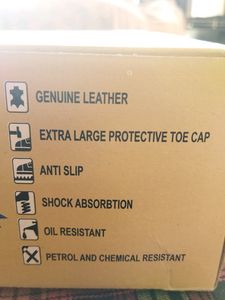 GENUINE LEATHER
EXTRA LARGE PROTECTIVE TOE CAP
ANTI SLIP
SHOCK ABSORBTION
OIL RESISTANT
PETROL AND CHEMICAL RESISTANT